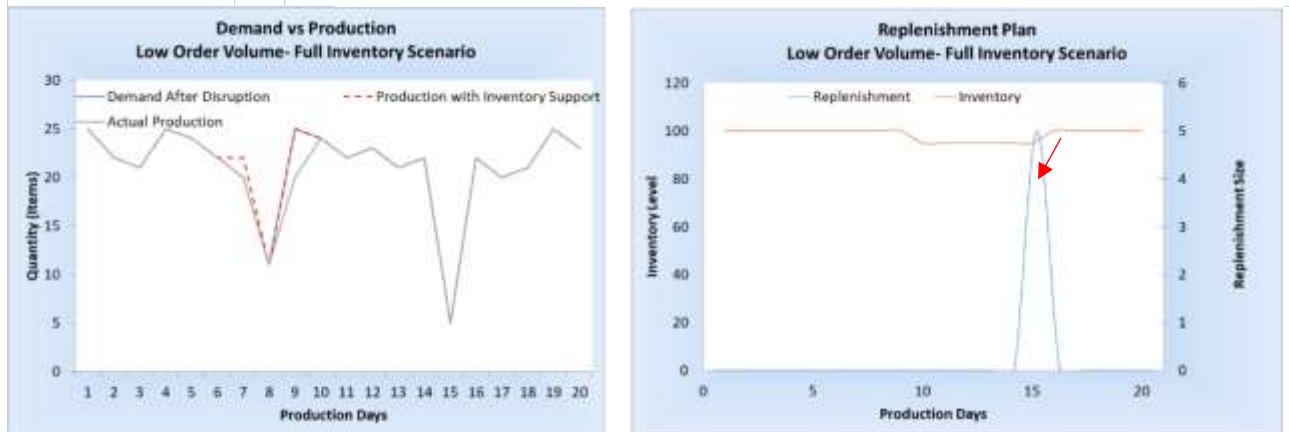 Demand vs Production
Low Order Volume- Full Inventory Scenario
30
25
20
15
10
5
0
Quantity (Items)
Demand After Disruption
Production with Inventory Support
Actual Production
1 2 3 4 5 6 7 8 9 10 11 12 13 14 15 16 17 18 19 20
Production Days
Replenishment Plan
Low Order Volume- Full Inventory Scenario
120
100
80
60
40
20
0
Inventory Level
Replenishment
Inventory
6
5
4
3
2
1
0
Replenishment Size
0 5 10 15 20
Production Days